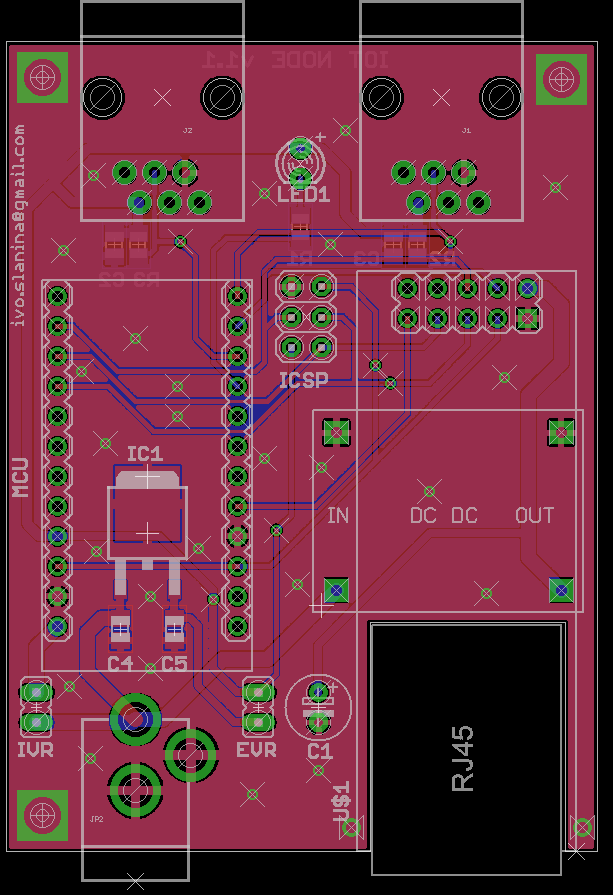 IOT NODE v1.1
J2
J1
+
LED1
ivo.slanina@gmail.com
R1
C3
R2
C2
R3
ICSP
IC1
MCU
IN
DC DC
OUT
C4
C5
+
IVR
EVR
C1
RJ45
U$1
JP2